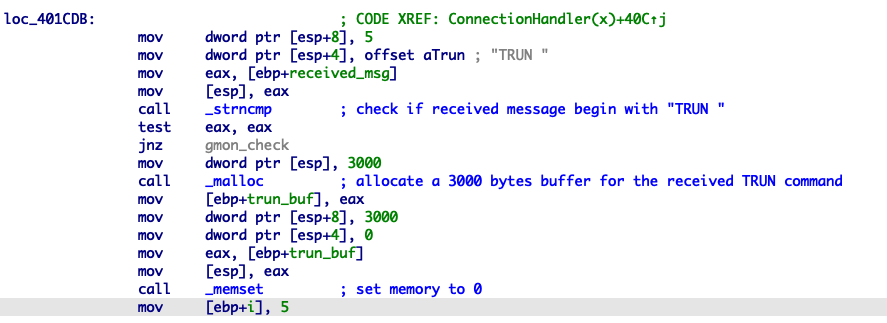 loc_401CDB: ; CODE XREF: ConnectionHandler(x)+40C↑j
mov dword ptr [esp+8], 5
mov dword ptr [esp+4], offset aTrun ; "TRUN "
mov eax, [ebp+received_msg]
mov [esp], eax
call _strncmp ; check if received message begin with "TRUN "
test eax, eax
jnz gmon_check
mov dword ptr [esp], 3000
call _malloc ; allocate a 3000 bytes buffer for the received TRUN command
mov [ebp+trun_buf], eax
mov dword ptr [esp+8], 3000
mov dword ptr [esp+4], 0
mov eax, [ebp+trun_buf]
mov [esp], eax
call _memset ; set memory to 0
mov [ebp+i], 5